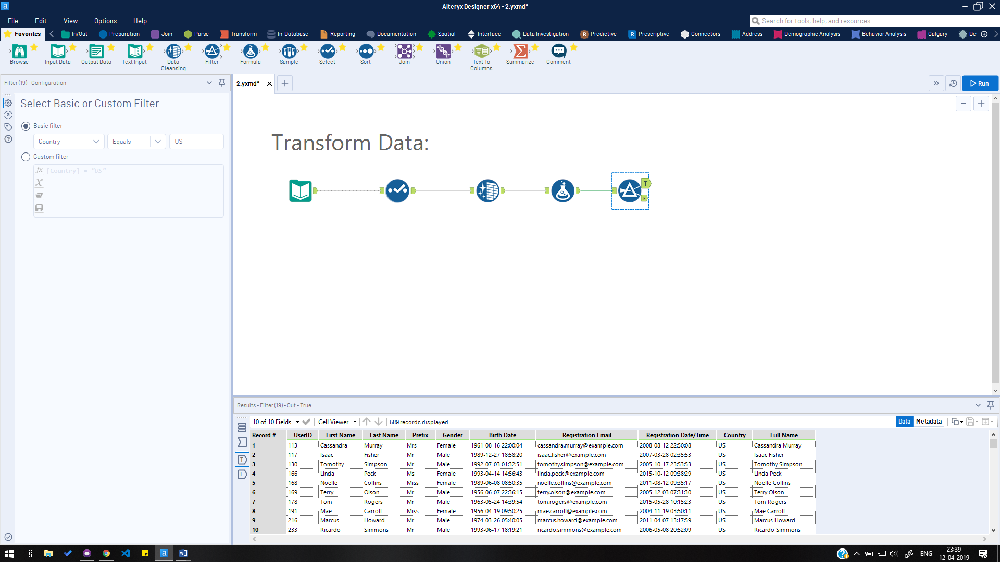 Alteryx Designer x64 - 2.yxmd*
File Edit View Options Help
Search for tools, help, and resources
Favorites In/Out Preparation Join Parse Transform In-Database Reporting Documentation Spatial Interface Data Investigation Predictive Prescriptive Connectors Address Demographic Analysis Behavior Analysis Calgary
Browse Input Data Output Data Text Input Data Cleansing Filter Formula Sample Select Sort Join Union Text To Columns Summarize Comment
Filter (19) - Configuration
2.yxmd*
Run
Select Basic or Custom Filter
Basic filter
Country Equals US
Custom filter
[Country] = "US"
Transform Data:
T
F
Results - Filter (19) - Out - True
10 of 10 Fields Cell Viewer 589 records displayed Data Metadata
Record # UserID First Name Last Name Prefix Gender Birth Date Registration Email Registration Date/Time Country Full Name
1 113 Cassandra Murray Mrs Female 1961-08-16 22:00:04 cassandra.murray@example.com 2008-08-12 22:50:08 US Cassandra Murray
2 117 Isaac Fisher Mr Male 1989-12-27 18:58:20 isaac.fisher@example.com 2007-03-28 02:35:53 US Isaac Fisher
3 130 Tomothy Simpson Mr Male 1992-07-03 01:32:51 tomothy.simpson@example.com 2005-10-17 23:53:53 US Tomothy Simpson
4 166 Linda Peck Ms Female 1993-04-14 14:56:43 linda.peck@example.com 2015-10-12 09:38:29 US Linda Peck
5 168 Noelle Collins Miss Female 1989-06-08 08:50:35 noelle.collins@example.com 2011-08-12 09:35:17 US Noelle Collins
6 169 Terry Olson Mr Male 1956-06-07 22:36:15 terry.olson@example.com 2005-12-03 07:31:30 US Terry Olson
7 178 Tom Rogers Mr Male 1963-05-24 14:39:54 tom.rogers@example.com 2015-05-28 10:15:23 US Tom Rogers
8 191 Mae Carroll Miss Female 1956-04-19 09:50:25 mae.carroll@example.com 2004-11-19 03:50:11 US Mae Carroll
9 216 Marcus Howard Mr Male 1974-03-26 05:40:05 marcus.howard@example.com 2011-04-07 13:17:59 US Marcus Howard
10 233 Ricardo Simmons Mr Male 1993-06-17 18:19:21 ricardo.simmons@example.com 2006-05-08 20:52:09 US Ricardo Simmons
ENG
23:39
12-04-2019